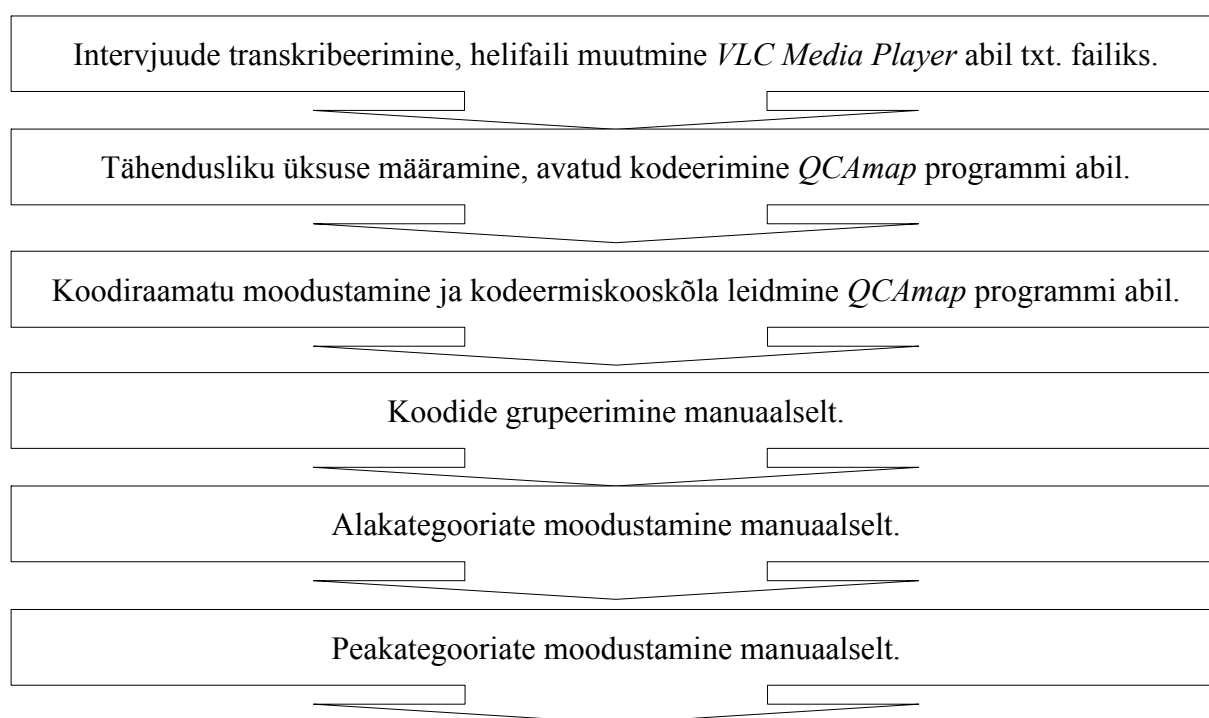 Intervjuude transkribeerimine, helifaili muutmine VLC Media Player abil txt. failiks.
Tähendusliku üksuse määramine, avatud kodeerimine QCAmap programmi abil.
Koodiraamatu moodustamine ja kodeermiskooskõla leidmine QCAmap programmi abil.
Koodide grupeerimine manuaalselt.
Alakategooriate moodustamine manuaalselt.
Peakategooriate moodustamine manuaalselt.